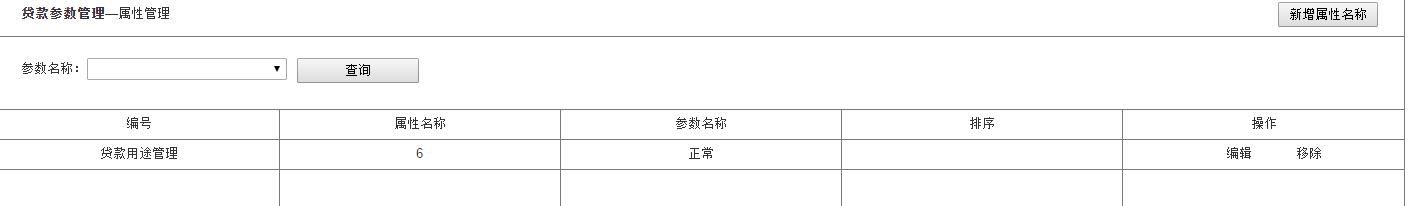 贷款参数管理—属性管理 新增属性名称
参数名称： 查询
编号 属性名称 参数名称 排序 操作
贷款用途管理 6 正常 编辑 移除